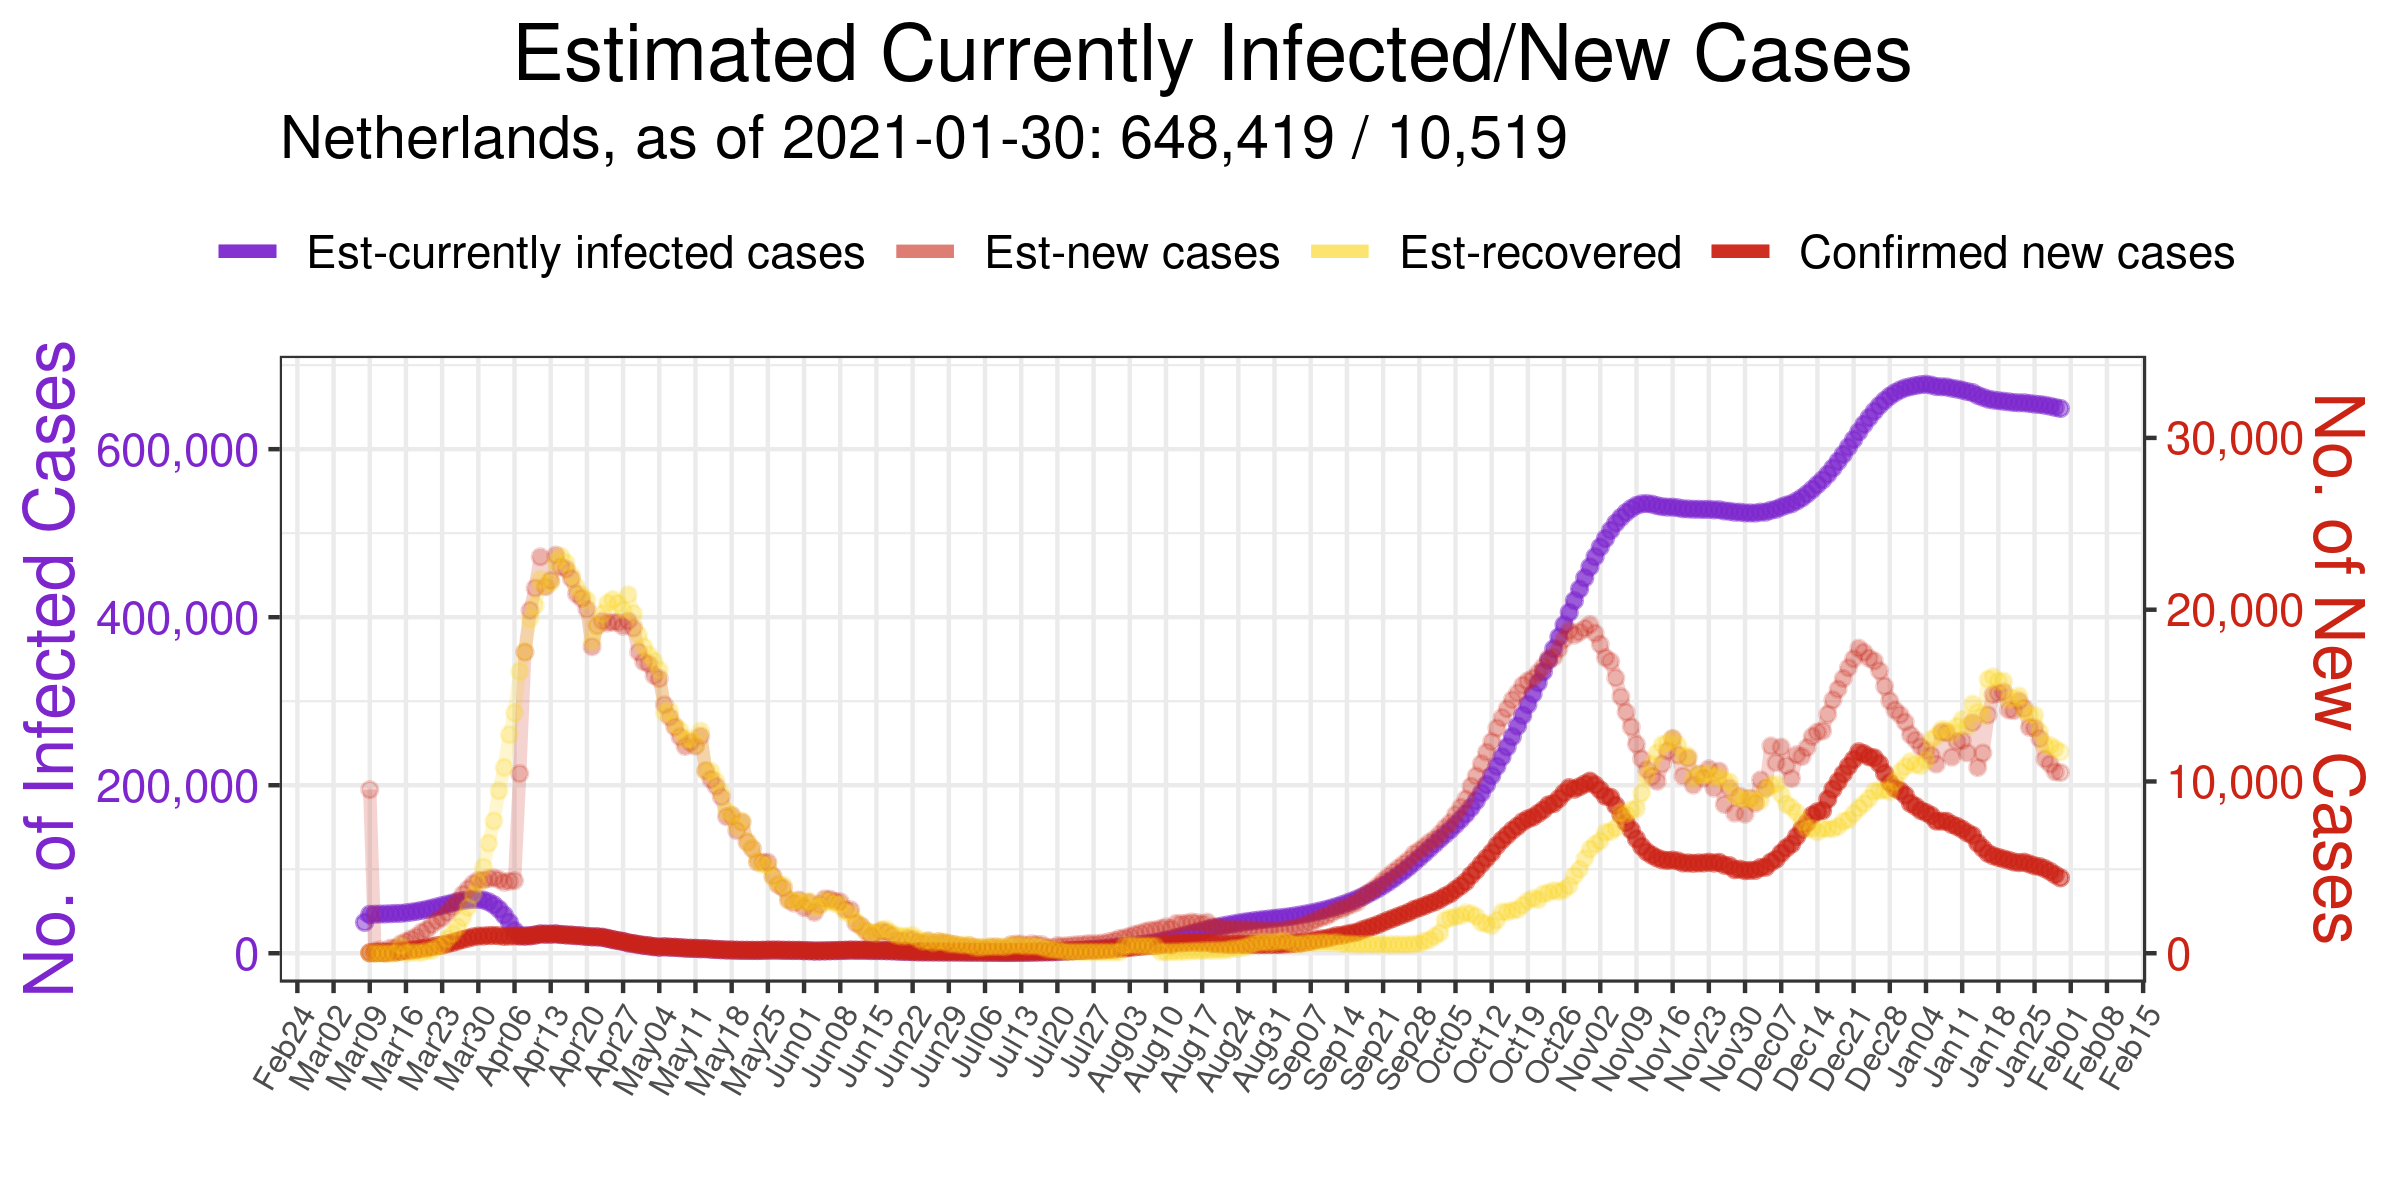 Estimated Currently Infected/New Cases
Netherlands, as of 2021-01-30: 648,419 / 10,519
Est-currently infected cases
Est-new cases
Est-recovered
Confirmed new cases
No. of Infected Cases
600,000
400,000
200,000
0
30,000
20,000
10,000
0
No. of New Cases
Feb24
Mar02
Mar09
Mar16
Mar23
Mar30
Apr06
Apr13
Apr20
Apr27
May04
May11
May18
May25
Jun01
Jun08
Jun15
Jun22
Jun29
Jul06
Jul13
Jul20
Jul27
Aug03
Aug10
Aug17
Aug24
Aug31
Sep07
Sep14
Sep21
Sep28
Oct05
Oct12
Oct19
Oct26
Nov02
Nov09
Nov16
Nov23
Nov30
Dec07
Dec14
Dec21
Dec28
Jan04
Jan11
Jan18
Jan25
Feb01
Feb08
Feb15